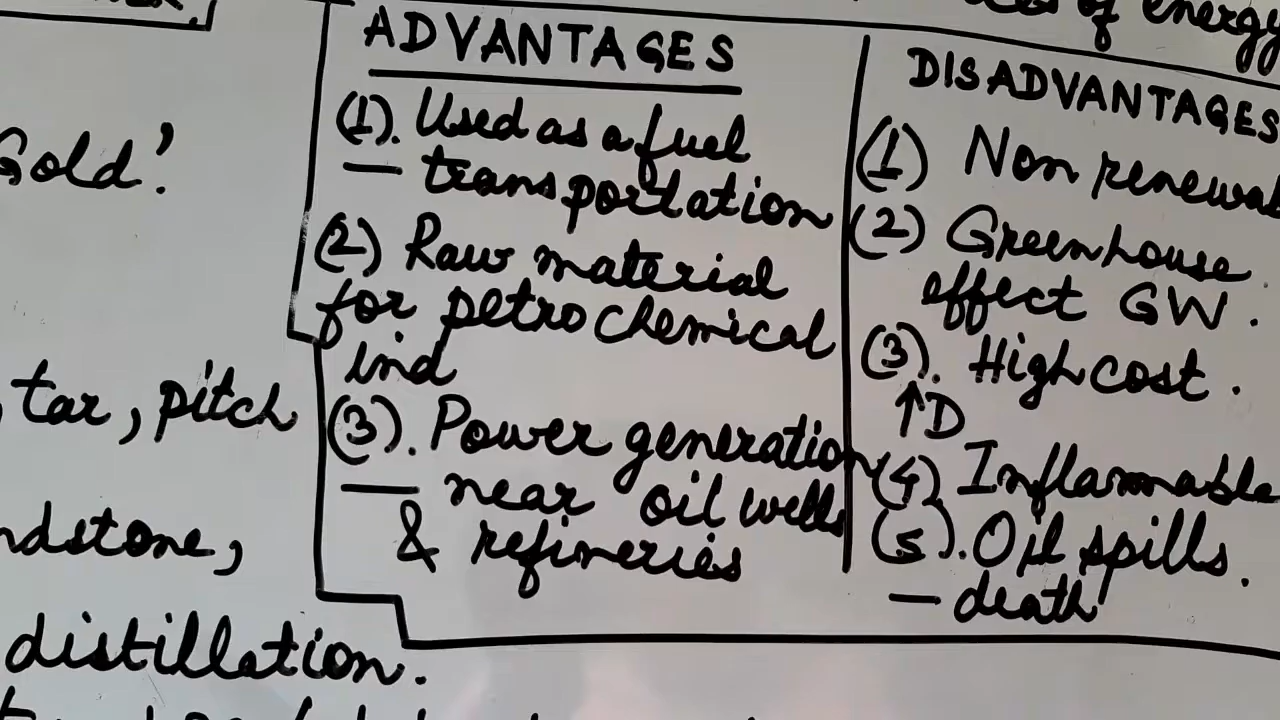 of energy
Gold'.
tar, pitch
distillation.
ADVANTAGES
(1). Used as a fuel
— transportation
(2) Raw material
for petrochemical
ind
(3). Power generation
— near oil wells
& refineries
DISADVANTAGES
(1) Non renewal
(2) Greenhouse
effect GW.
(3). High cost.
↑D
(4) Inflammable
(5). Oil spills.
— death